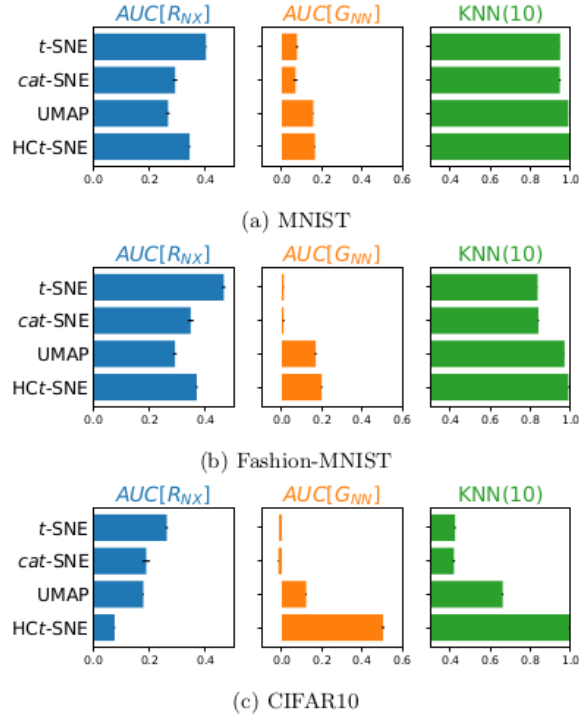 AUC[R_NX] AUC[G_NN] KNN(10)
t-SNE
cat-SNE
UMAP
HCt-SNE
0.0 0.2 0.4 0.0 0.2 0.4 0.6 0.4 0.6 0.8 1.0
(a) MNIST
AUC[R_NX] AUC[G_NN] KNN(10)
t-SNE
cat-SNE
UMAP
HCt-SNE
0.0 0.2 0.4 0.0 0.2 0.4 0.6 0.4 0.6 0.8 1.0
(b) Fashion-MNIST
AUC[R_NX] AUC[G_NN] KNN(10)
t-SNE
cat-SNE
UMAP
HCt-SNE
0.0 0.2 0.4 0.0 0.2 0.4 0.6 0.4 0.6 0.8 1.0
(c) CIFAR10